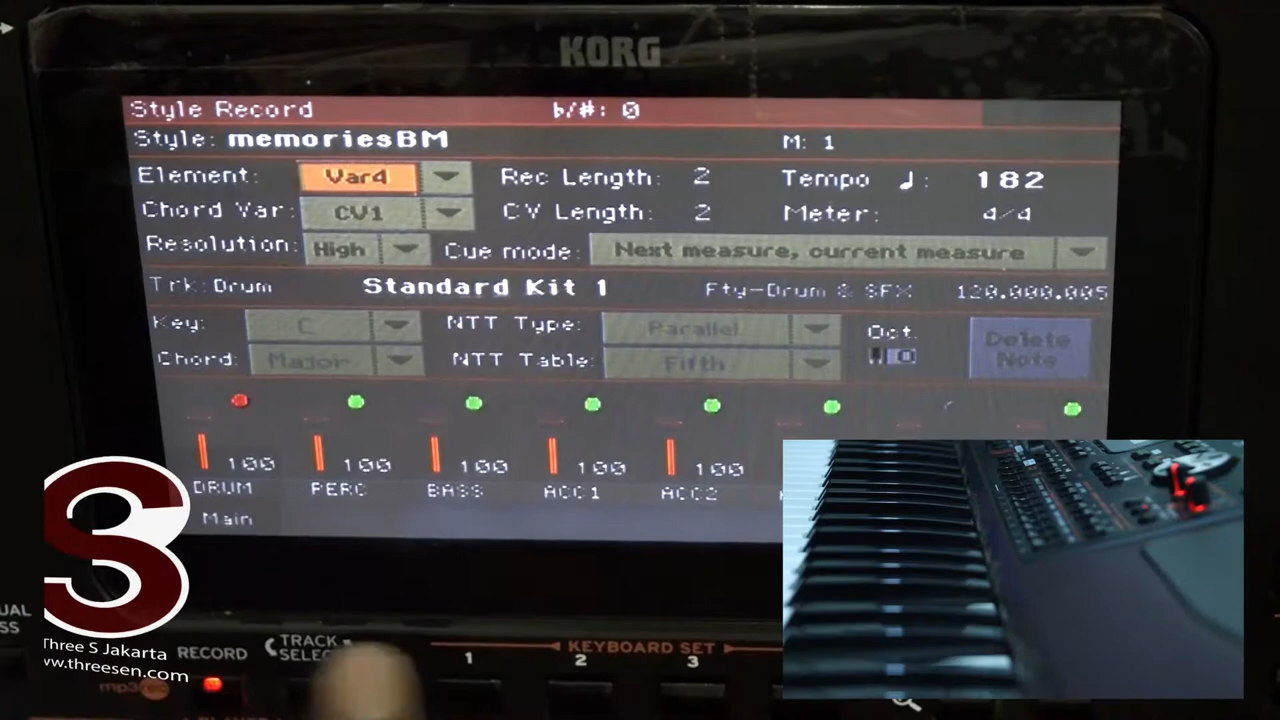 KORG
Style Record ♭/#: 0
Style: memoriesBM M: 1
Element: Var4 Rec Length: 2 Tempo ♩: 182
Chord Var: CV1 CV Length: 2 Meter: 4/4
Resolution: High Cue mode: Next measure, current measure
Trk:Drum Standard Kit 1 Fty-Drum & SFX 120.000.005
Key: C NTT Type: Parallel Oct. 0 Delete
Chord: Major NTT Table: Fifth Note
100 100 100 100 100
DRUM PERC BASS ACC1 ACC2
Main
S
Three S Jakarta
www.threesen.com
RECORD TRACK
SELEC
KEYBOARD SET
1 2 3